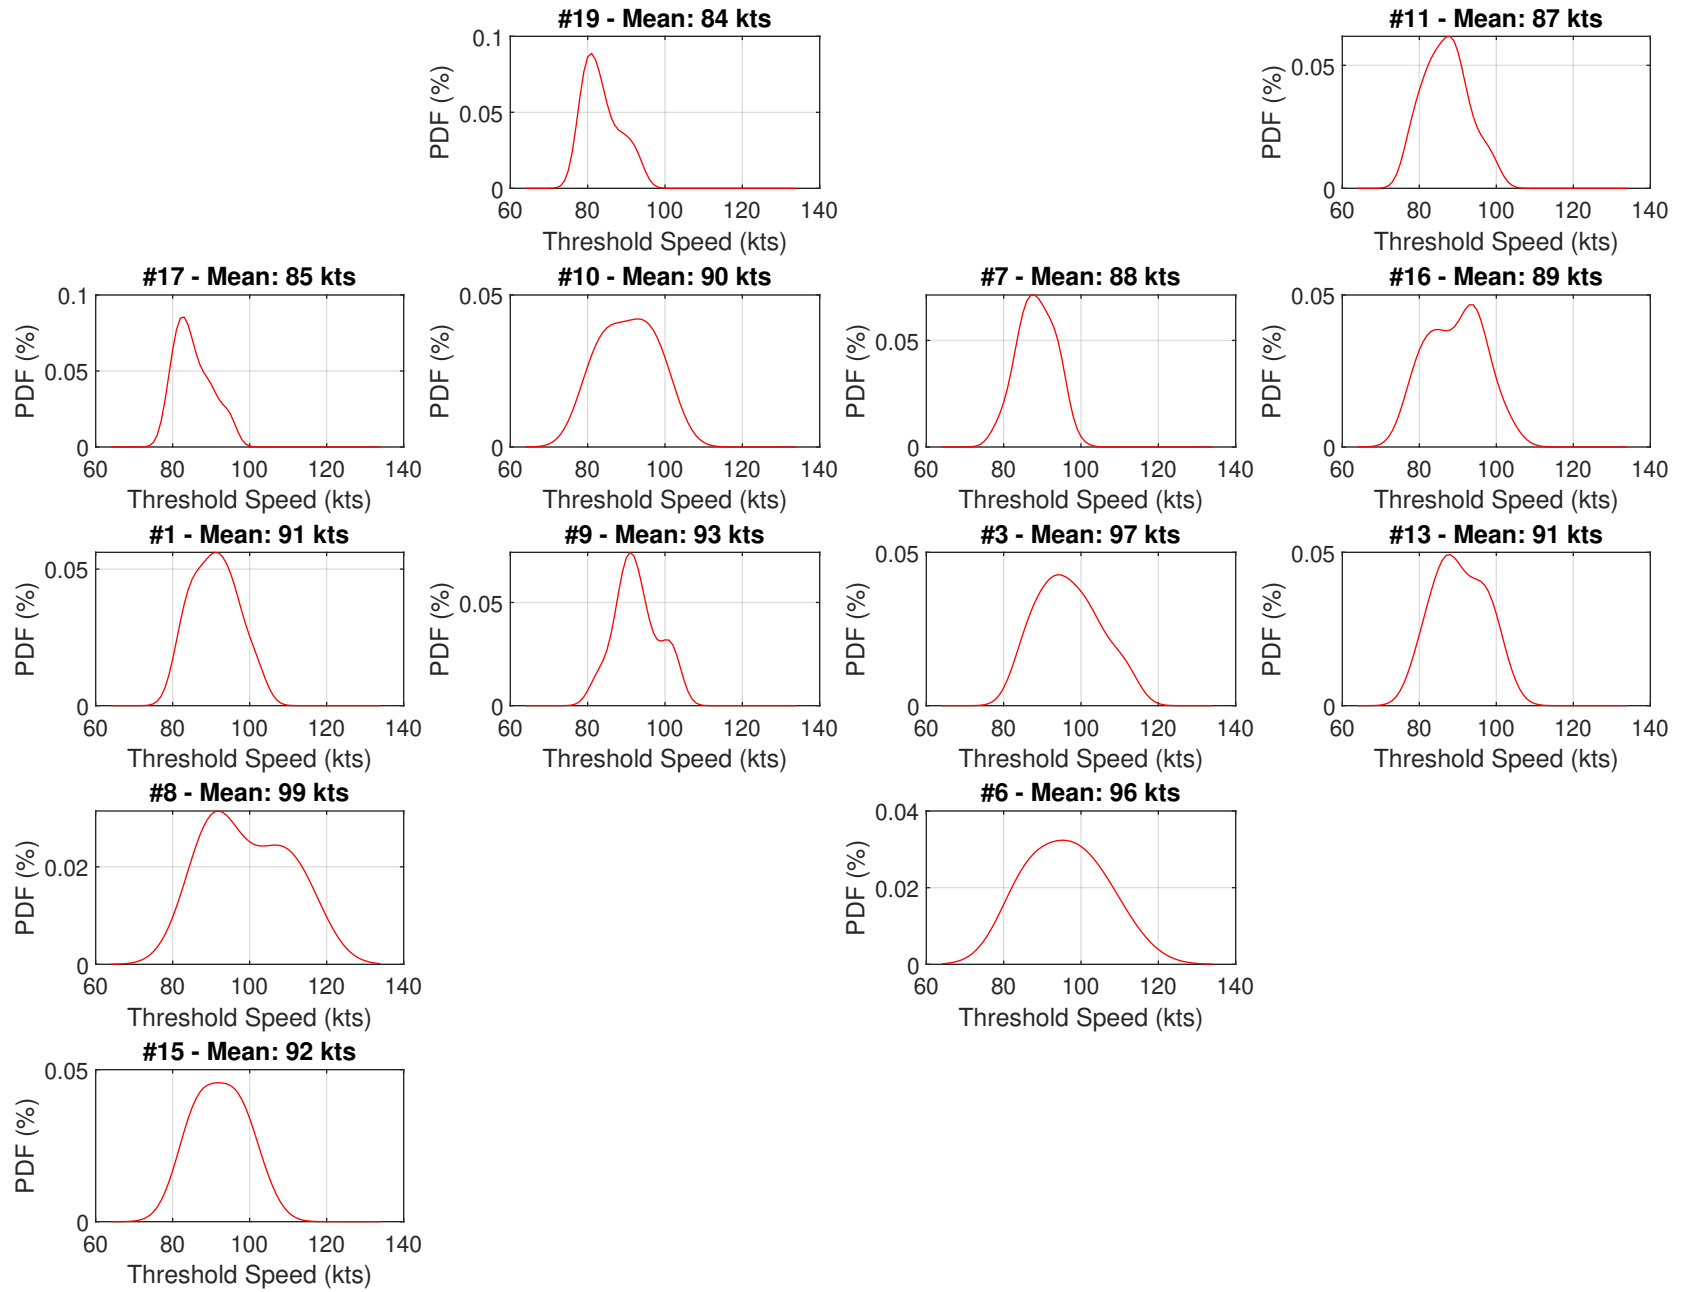 #19 - Mean: 84 kts
0.1
0.05
0
PDF (%)
60 80 100 120 140
Threshold Speed (kts)
#11 - Mean: 87 kts
0.05
0
PDF (%)
60 80 100 120 140
Threshold Speed (kts)
#17 - Mean: 85 kts
0.1
0.05
0
PDF (%)
60 80 100 120 140
Threshold Speed (kts)
#10 - Mean: 90 kts
0.05
0
PDF (%)
60 80 100 120 140
Threshold Speed (kts)
#7 - Mean: 88 kts
0.05
0
PDF (%)
60 80 100 120 140
Threshold Speed (kts)
#16 - Mean: 89 kts
0.05
0
PDF (%)
60 80 100 120 140
Threshold Speed (kts)
#1 - Mean: 91 kts
0.05
0
PDF (%)
60 80 100 120 140
Threshold Speed (kts)
#9 - Mean: 93 kts
0.05
0
PDF (%)
60 80 100 120 140
Threshold Speed (kts)
#3 - Mean: 97 kts
0.05
0
PDF (%)
60 80 100 120 140
Threshold Speed (kts)
#13 - Mean: 91 kts
0.05
0
PDF (%)
60 80 100 120 140
Threshold Speed (kts)
#8 - Mean: 99 kts
0.02
0
PDF (%)
60 80 100 120 140
Threshold Speed (kts)
#6 - Mean: 96 kts
0.04
0.02
0
PDF (%)
60 80 100 120 140
Threshold Speed (kts)
#15 - Mean: 92 kts
0.05
0
PDF (%)
60 80 100 120 140
Threshold Speed (kts)